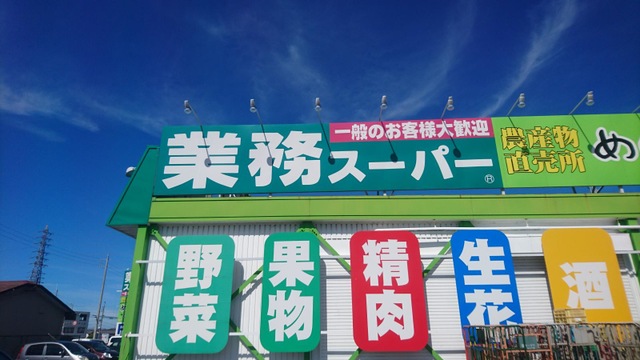 一般のお客様大歓迎
業務スーパー®
農産物
直売所
め
野菜
果物
精肉
生花
酒